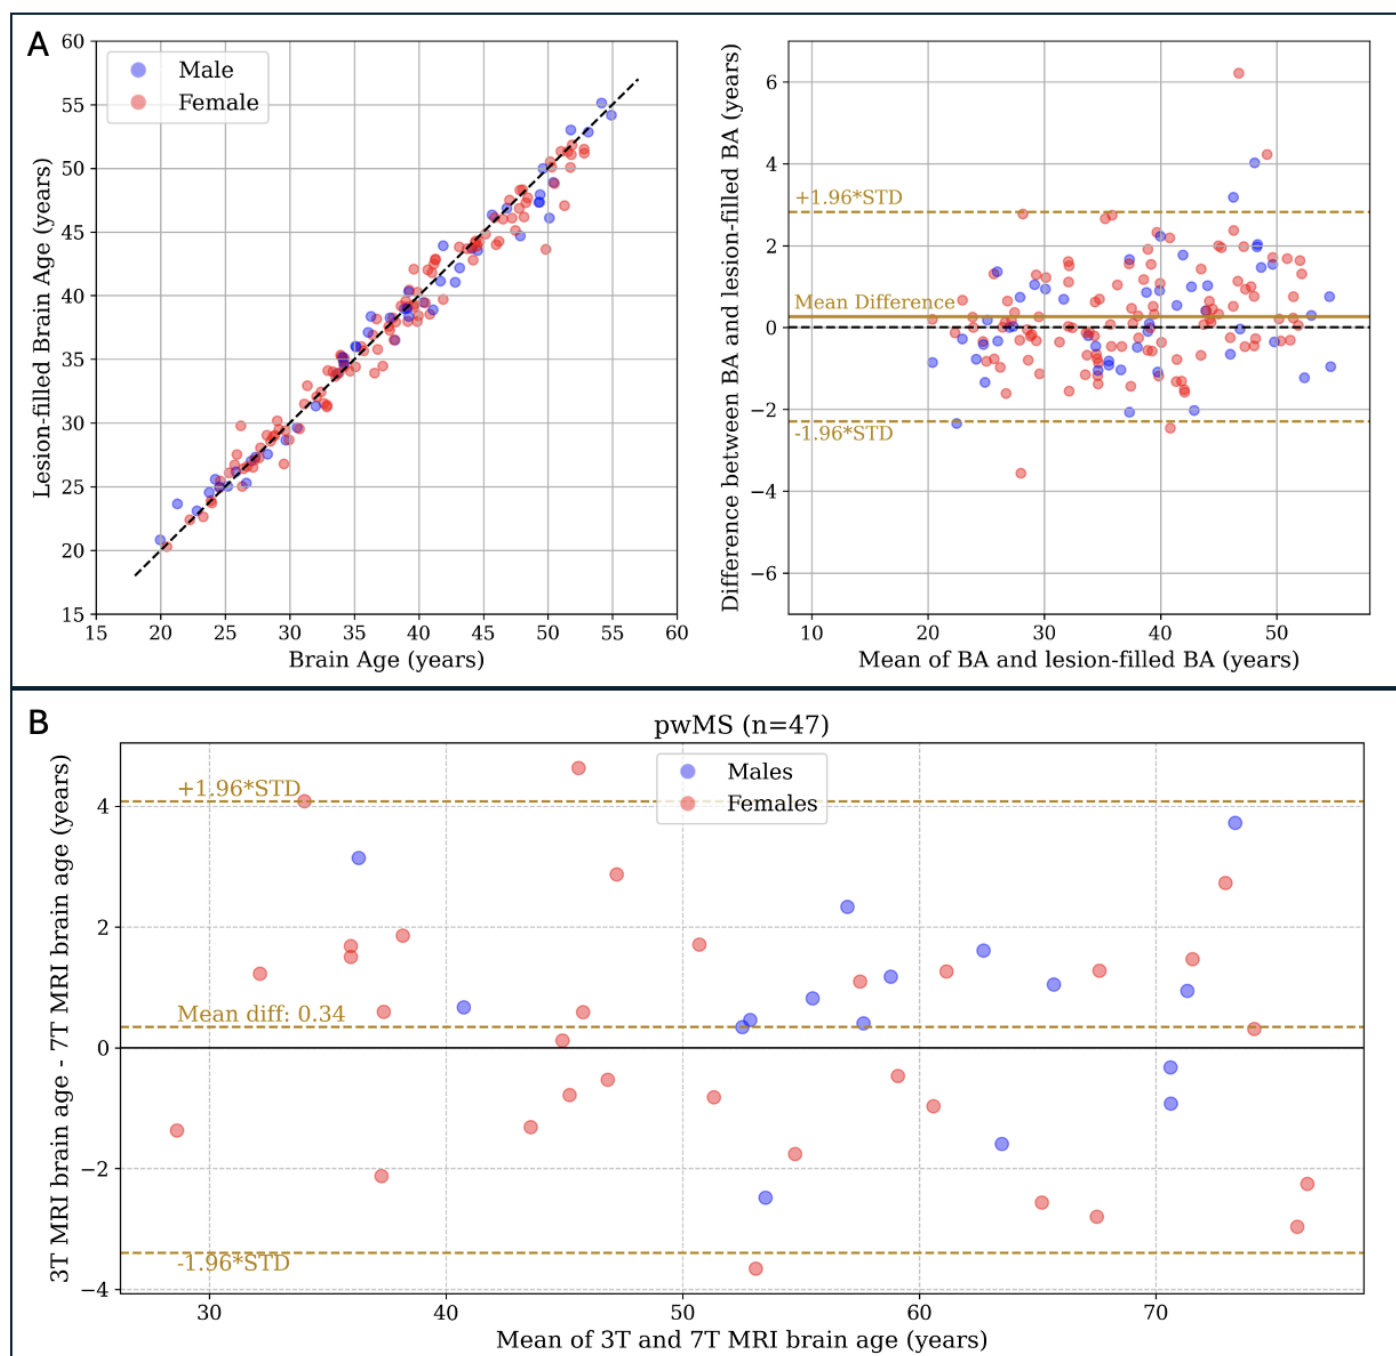 A
60
55
50
45
40
35
30
25
20
15
Lesion-filled Brain Age (years)
Male
Female
15 20 25 30 35 40 45 50 55 60
Brain Age (years)
6
4
2
0
−2
−4
−6
Difference between BA and lesion-filled BA (years)
+1.96*STD
Mean Difference
-1.96*STD
10 20 30 40 50
Mean of BA and lesion-filled BA (years)
B
pwMS (n=47)
4
2
0
−2
−4
3T MRI brain age - 7T MRI brain age (years)
Males
Females
+1.96*STD
Mean diff: 0.34
-1.96*STD
30 40 50 60 70
Mean of 3T and 7T MRI brain age (years)